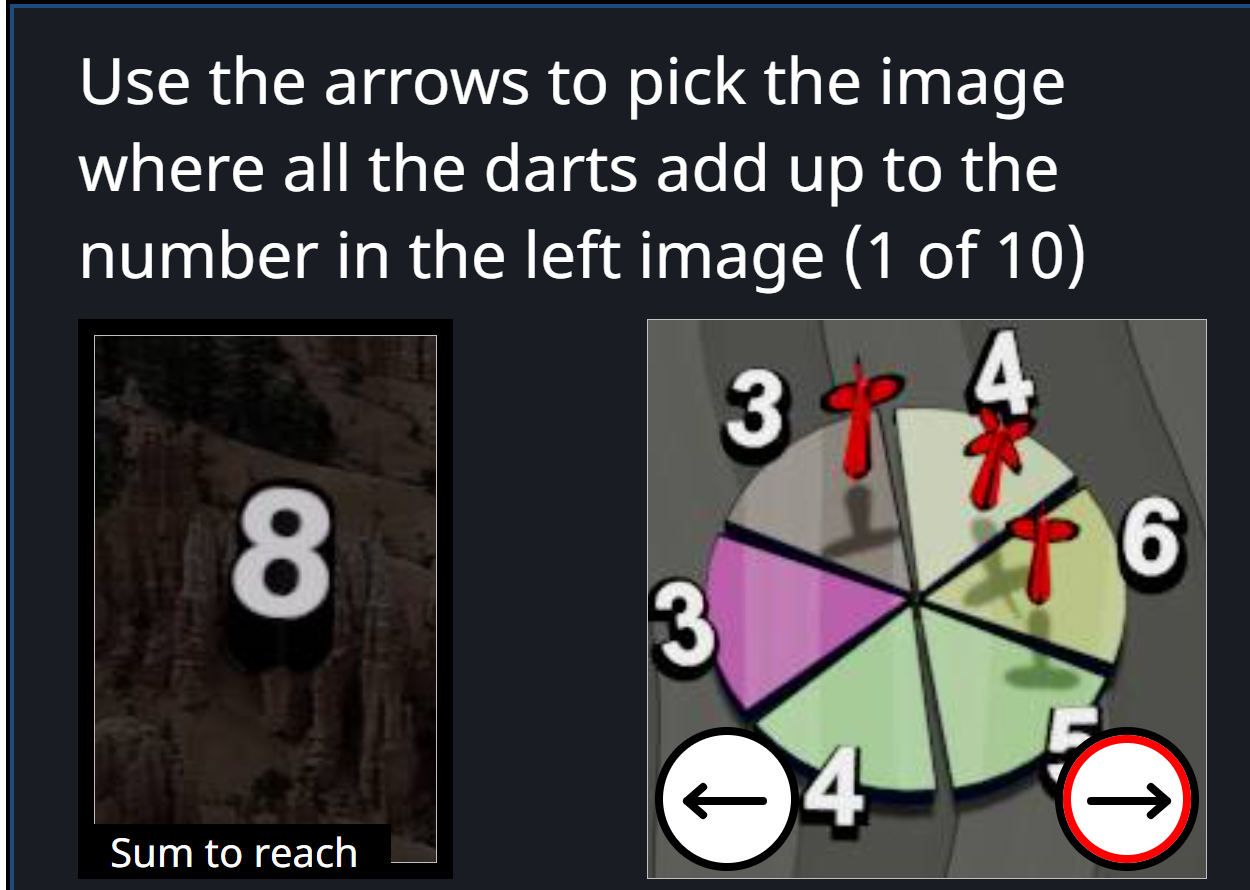 Use the arrows to pick the image
where all the darts add up to the
number in the left image (1 of 10)
8
Sum to reach
3
4
6
3
4
5